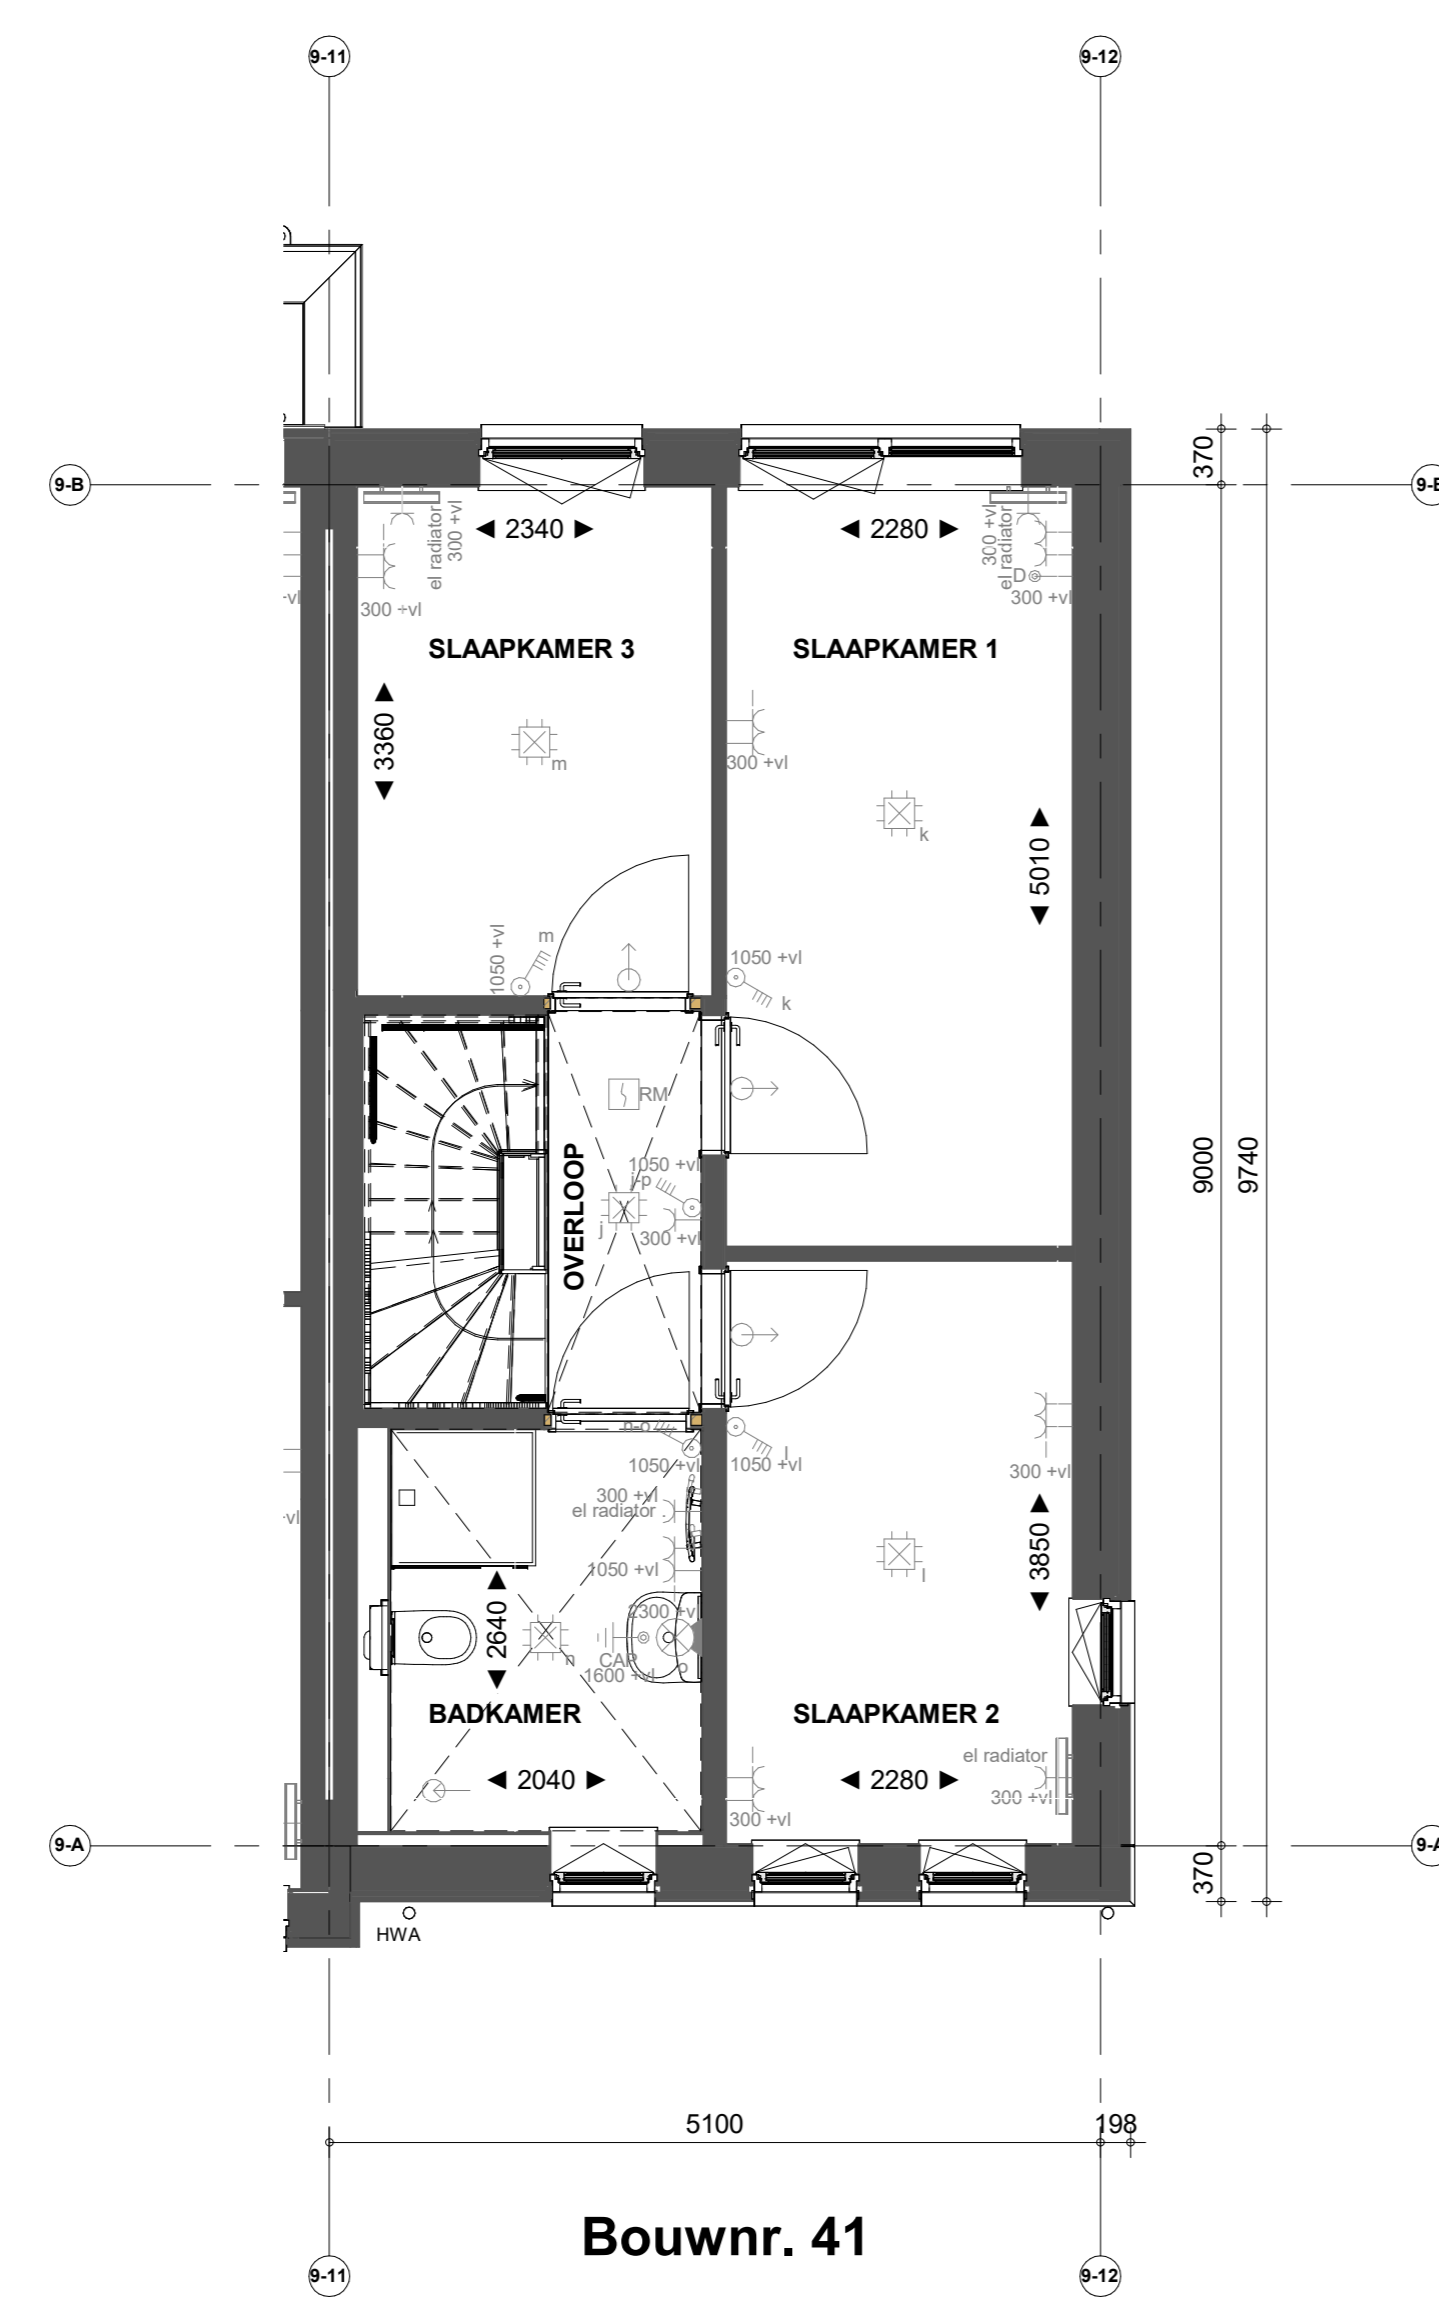 9-11
9-12
370
9-B
2340
2280
el radiator
300 +vl
300 +vl
el radiator
D
300 +vl
300 +vl
-vl
SLAAPKAMER 3
SLAAPKAMER 1
3360
300 +vl
m
k
5010
1050 +vl
m
1050 +vl
k
RM
OVERLOOP
1050 +vl
j-p
j
300 +vl
9000
9740
n-o
1050 +vl
1050 +vl
l
300 +vl
300 +vl
el radiator
-vl
1050 +vl
3850
l
2640
2300 +v
n
CAP
1600 +vl
o
BADKAMER
SLAAPKAMER 2
2040
2280
el radiator
300 +vl
300 +vl
9-A
370
HWA
5100
198
Bouwnr. 41
9-11
9-12